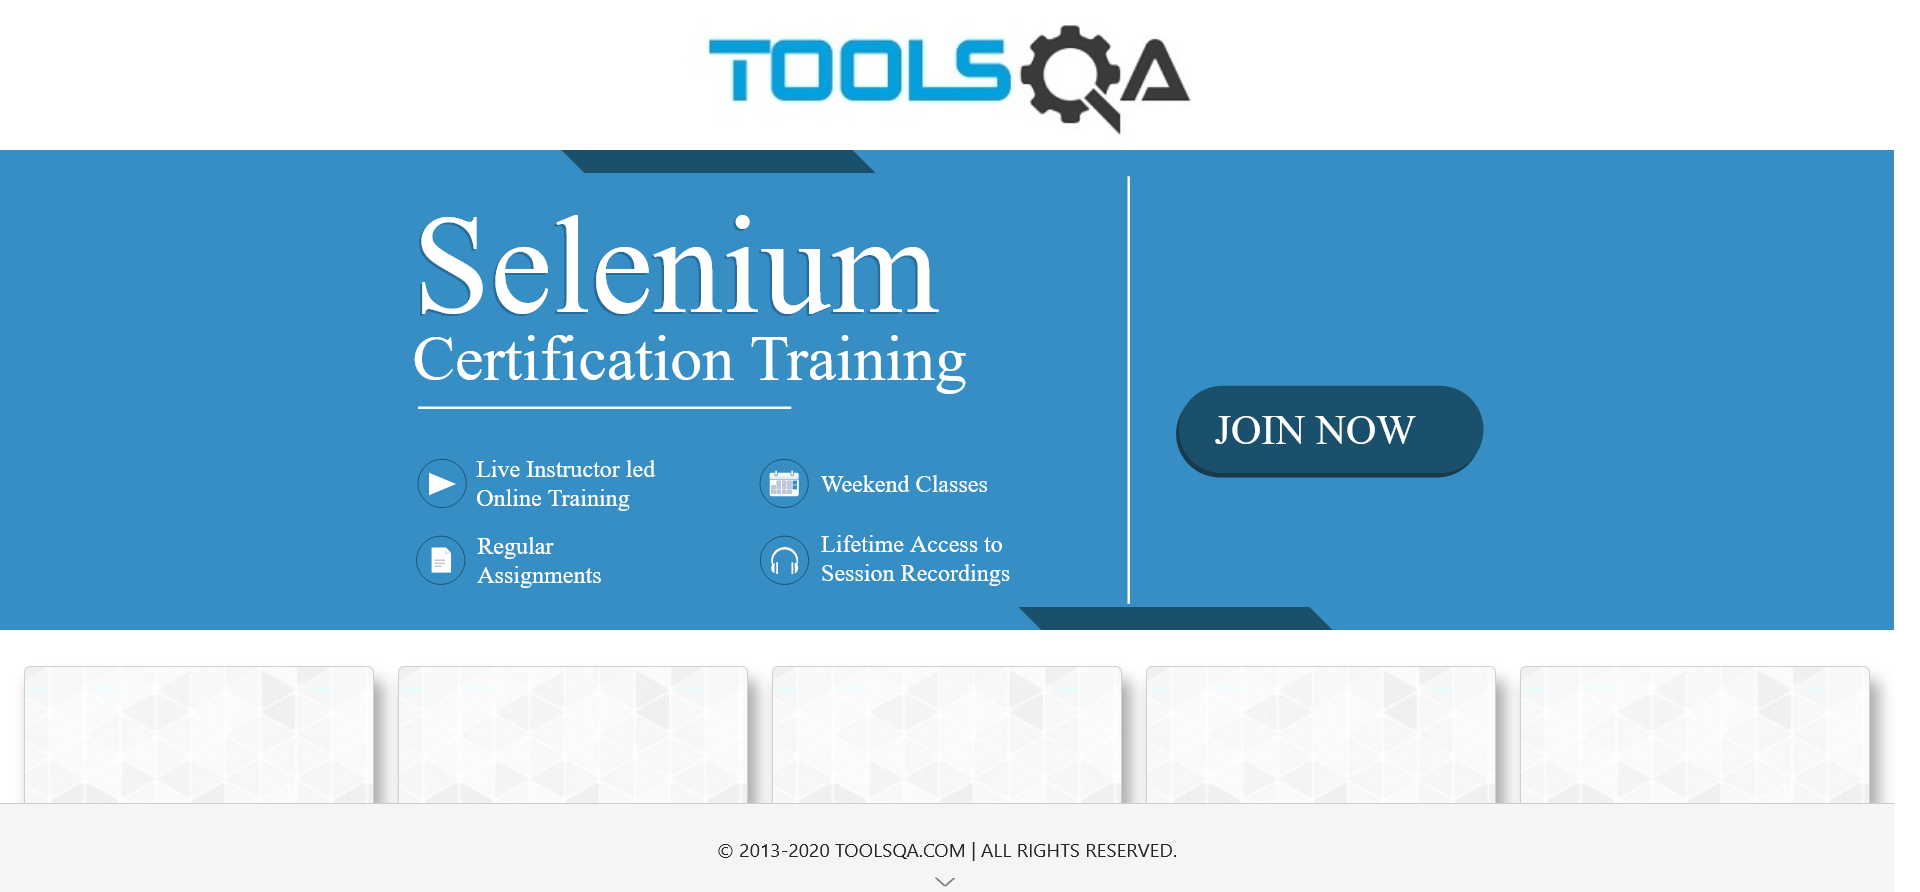 TOOLSQA
Selenium
Certification Training
Live Instructor led
Online Training
Weekend Classes
Regular
Assignments
Lifetime Access to
Session Recordings
JOIN NOW
© 2013-2020 TOOLSQA.COM | ALL RIGHTS RESERVED.